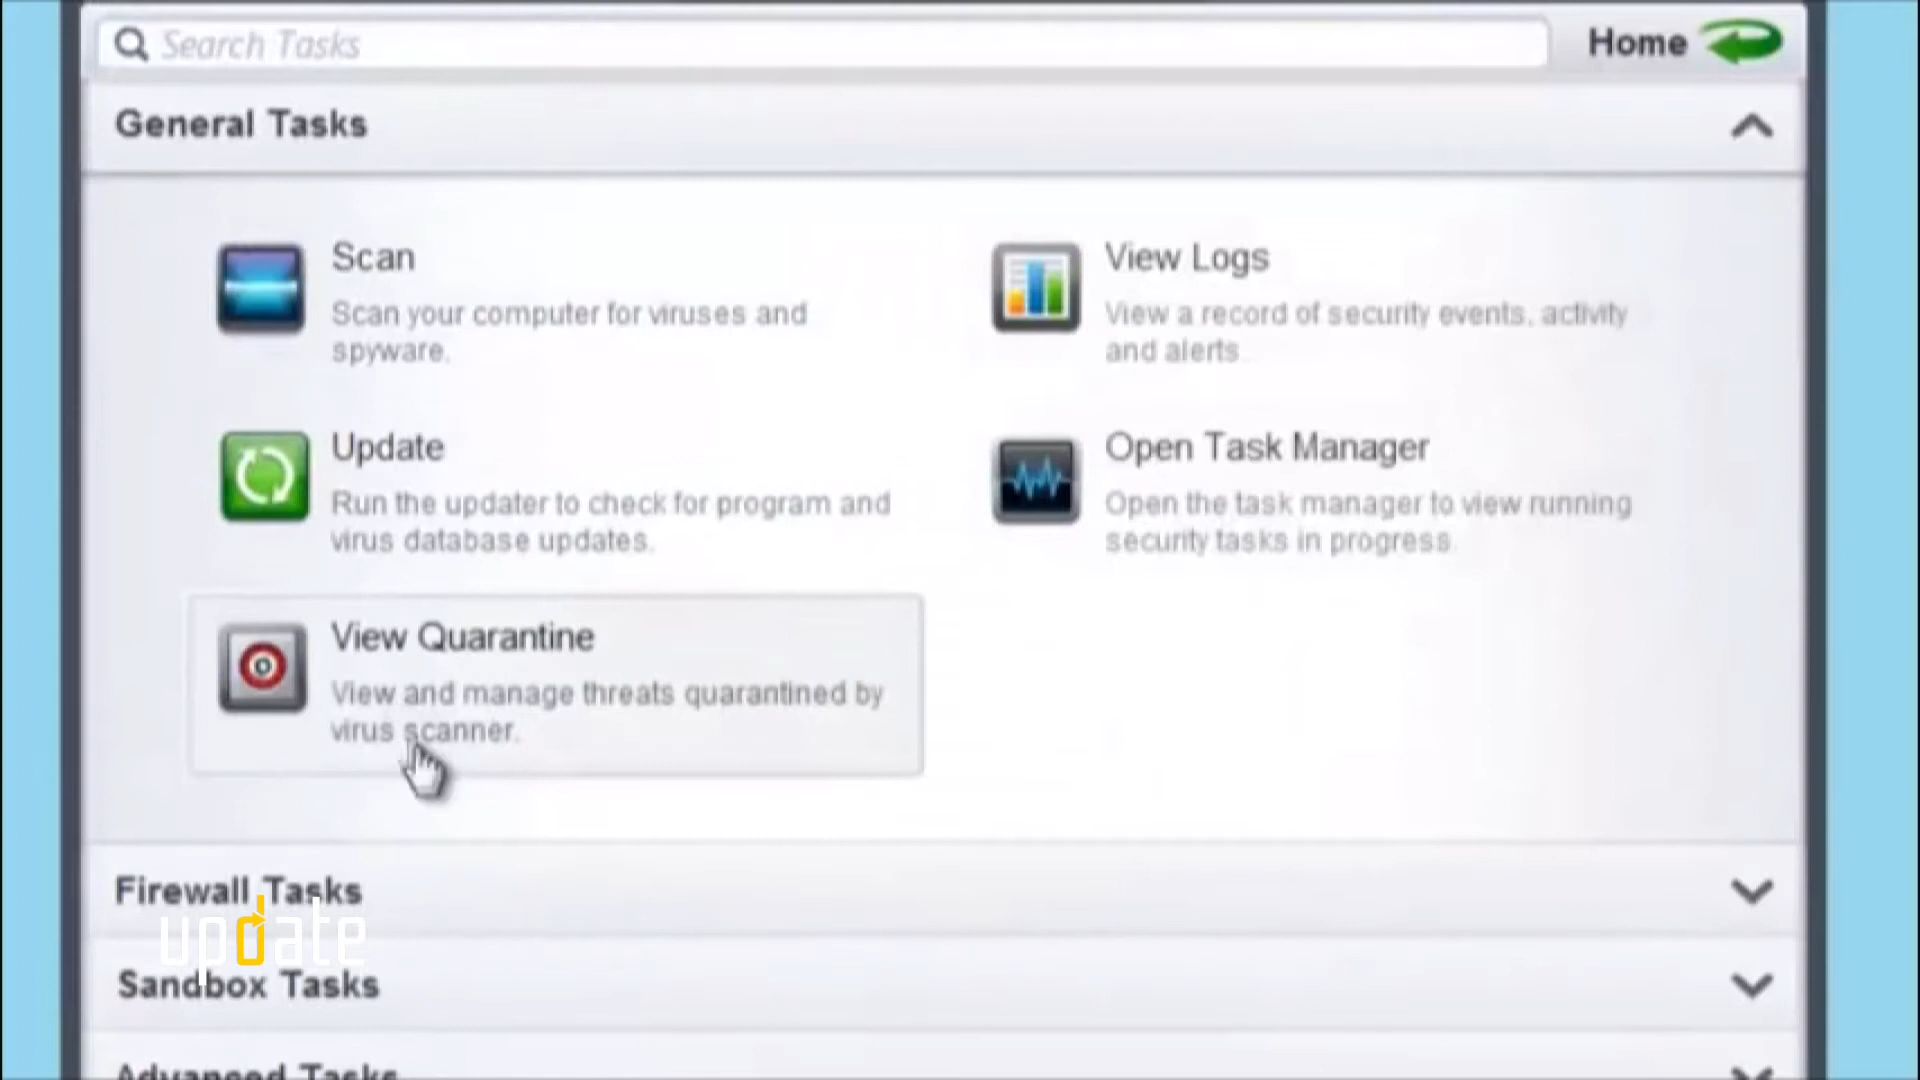 Search Tasks
Home
General Tasks
Scan
Scan your computer for viruses and
spyware.
View Logs
View a record of security events, activity
and alerts
Update
Run the updater to check for program and
virus database updates.
Open Task Manager
Open the task manager to view running
security tasks in progress.
View Quarantine
View and manage threats quarantined by
virus scanner.
Firewall Tasks
update
Sandbox Tasks
Advanced Tasks